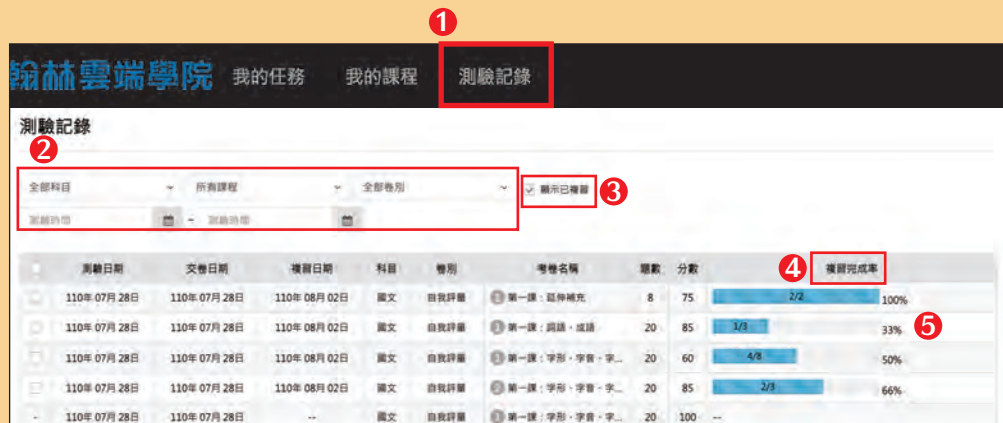 1
翰林雲端學院 我的任務 我的課程 測驗記錄
測驗記錄
2
全部科目 所有課程 全部卷別 顯示已複習 3
測驗時間 ~ 測驗時間
測驗日期 交卷日期 複習日期 科目 卷別 考卷名稱 題數 分數 4 複習完成率
110年 07月 28日 110年 07月 28日 110年 08月 02日 國文 自我評量 1 第一課：延伸補充 8 75 2/2 100%
110年 07月 28日 110年 07月 28日 110年 08月 02日 國文 自我評量 1 第一課：詞語、成語 20 85 1/3 33% 5
110年 07月 28日 110年 07月 28日 110年 08月 02日 國文 自我評量 1 第一課：字形、字音、字... 20 60 4/8 50%
110年 07月 28日 110年 07月 28日 110年 08月 02日 國文 自我評量 1 第一課：字形、字音、字... 20 85 2/3 66%
- 110年 07月 28日 110年 07月 28日 -- 國文 自我評量 1 第一課：字形、字音、字... 20 100 --